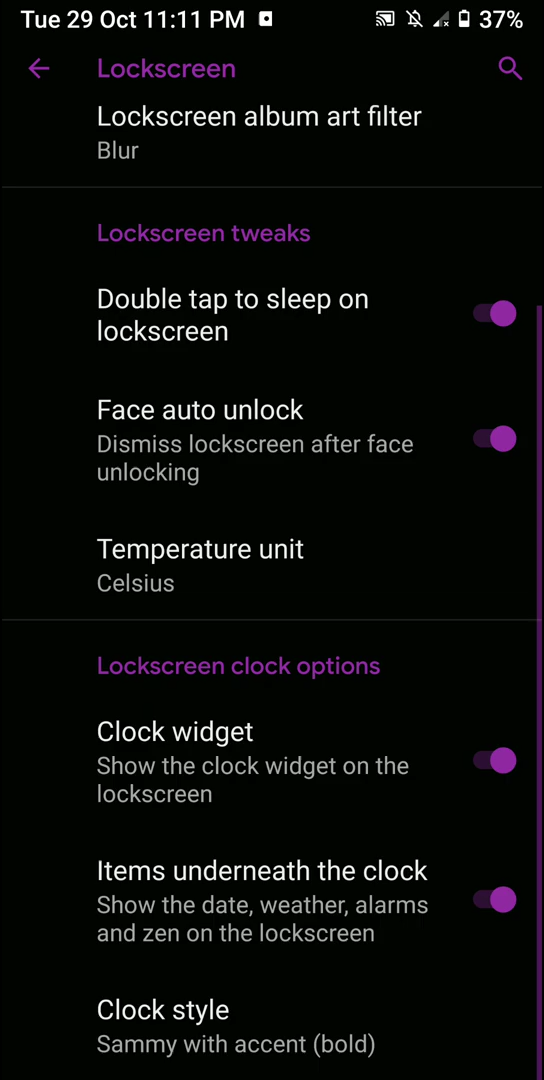 Tue 29 Oct 11:11 PM 37%
Lockscreen
Lockscreen album art filter
Blur
Lockscreen tweaks
Double tap to sleep on
lockscreen
Face auto unlock
Dismiss lockscreen after face
unlocking
Temperature unit
Celsius
Lockscreen clock options
Clock widget
Show the clock widget on the
lockscreen
Items underneath the clock
Show the date, weather, alarms
and zen on the lockscreen
Clock style
Sammy with accent (bold)